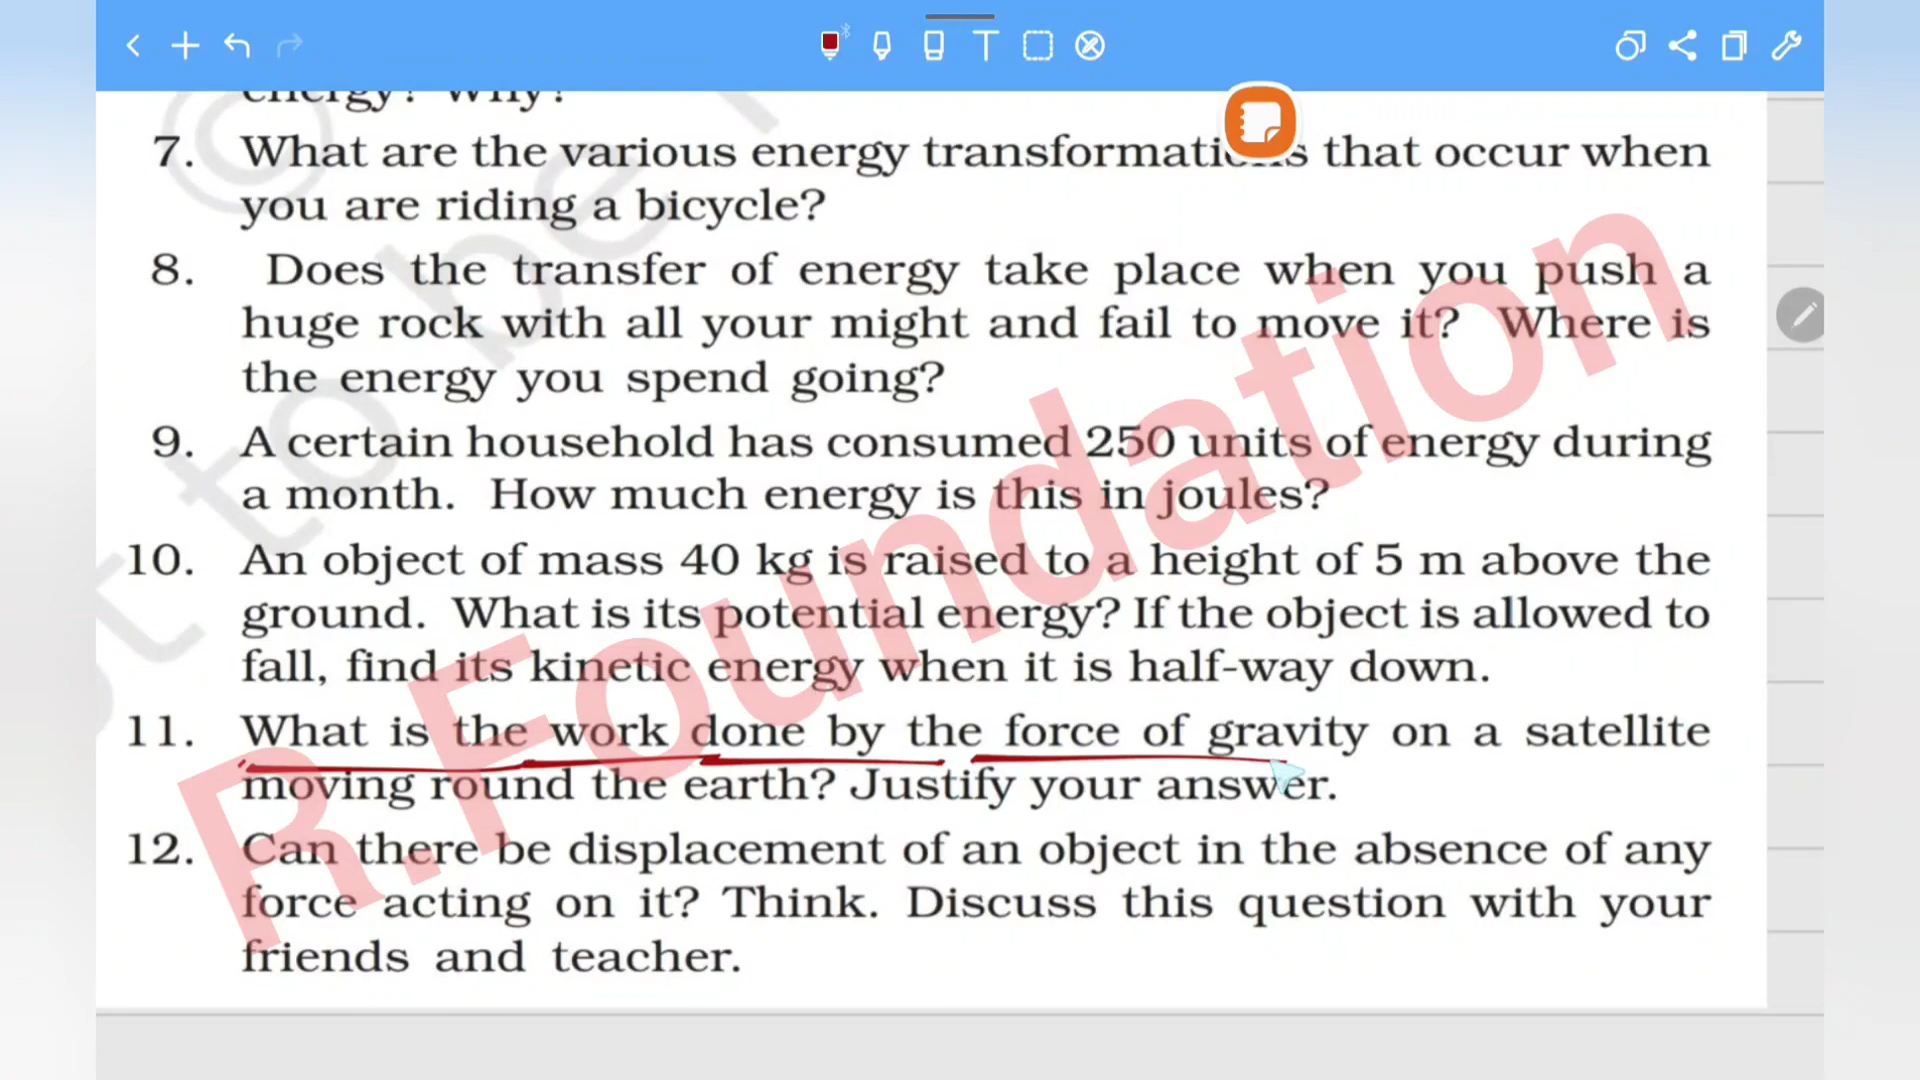 energy? Why?
7. What are the various energy transformations that occur when
you are riding a bicycle?
8. Does the transfer of energy take place when you push a
huge rock with all your might and fail to move it? Where is
the energy you spend going?
9. A certain household has consumed 250 units of energy during
a month. How much energy is this in joules?
10. An object of mass 40 kg is raised to a height of 5 m above the
ground. What is its potential energy? If the object is allowed to
fall, find its kinetic energy when it is half-way down.
11. What is the work done by the force of gravity on a satellite
moving round the earth? Justify your answer.
12. Can there be displacement of an object in the absence of any
force acting on it? Think. Discuss this question with your
friends and teacher.
R.Foundation
© be
to